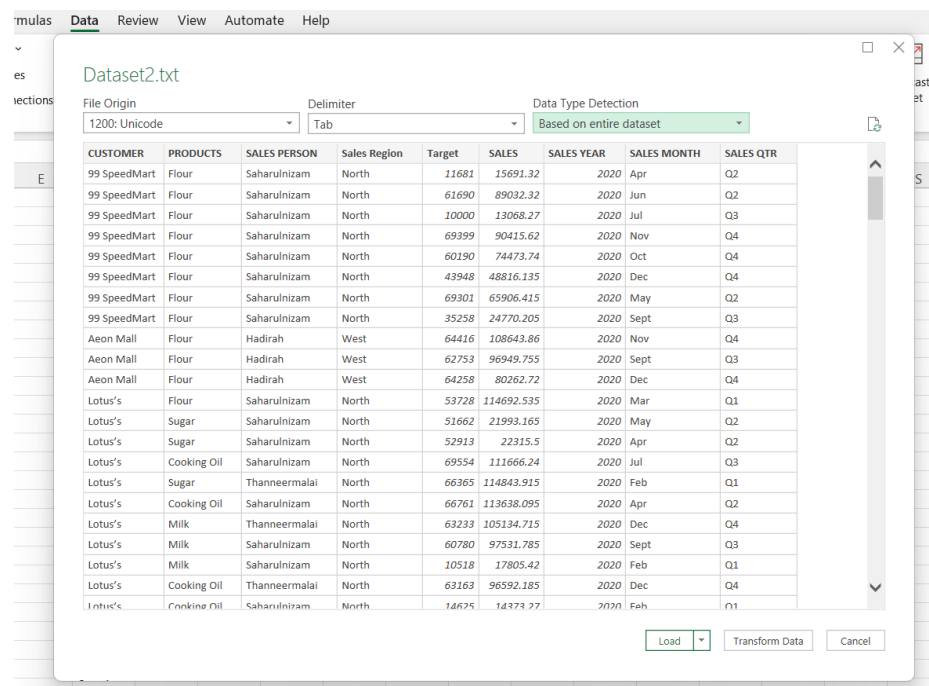 rmulas Data Review View Automate Help
es
nections
ast
et
Dataset2.txt
File Origin Delimiter Data Type Detection
1200: Unicode Tab Based on entire dataset
E
S
CUSTOMER PRODUCTS SALES PERSON Sales Region Target SALES SALES YEAR SALES MONTH SALES QTR
99 SpeedMart Flour Saharulnizam North 11681 15691.32 2020 Apr Q2
99 SpeedMart Flour Saharulnizam North 61690 89032.32 2020 Jun Q2
99 SpeedMart Flour Saharulnizam North 10000 13068.27 2020 Jul Q3
99 SpeedMart Flour Saharulnizam North 69399 90415.62 2020 Nov Q4
99 SpeedMart Flour Saharulnizam North 60190 74473.74 2020 Oct Q4
99 SpeedMart Flour Saharulnizam North 43948 48816.135 2020 Dec Q4
99 SpeedMart Flour Saharulnizam North 69301 65906.415 2020 May Q2
99 SpeedMart Flour Saharulnizam North 35258 24770.205 2020 Sept Q3
Aeon Mall Flour Hadirah West 64416 108643.86 2020 Nov Q4
Aeon Mall Flour Hadirah West 62753 96949.755 2020 Sept Q3
Aeon Mall Flour Hadirah West 64258 80262.72 2020 Dec Q4
Lotus's Flour Saharulnizam North 53728 114692.535 2020 Mar Q1
Lotus's Sugar Saharulnizam North 51662 21993.165 2020 May Q2
Lotus's Sugar Saharulnizam North 52913 22315.5 2020 Apr Q2
Lotus's Cooking Oil Saharulnizam North 69554 111666.24 2020 Jul Q3
Lotus's Sugar Thanneermalai North 66365 114843.915 2020 Feb Q1
Lotus's Cooking Oil Saharulnizam North 66761 113638.095 2020 Apr Q2
Lotus's Milk Thanneermalai North 63233 105134.715 2020 Dec Q4
Lotus's Milk Saharulnizam North 60780 97531.785 2020 Sept Q3
Lotus's Milk Saharulnizam North 10518 17805.42 2020 Feb Q1
Lotus's Cooking Oil Thanneermalai North 63163 96592.185 2020 Dec Q4
Lotus's Cooking Oil Saharulnizam North 14625 14373.27 2020 Feb Q1
Load Transform Data Cancel